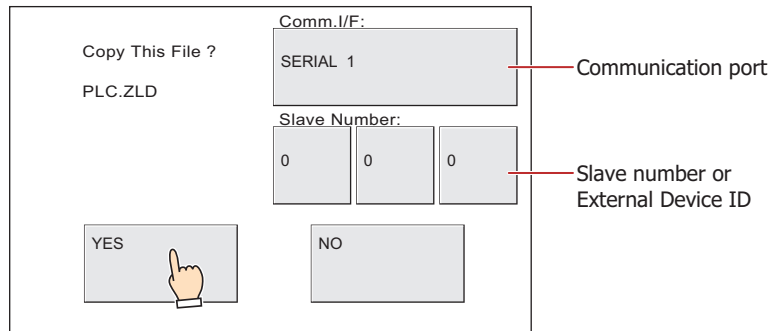 Comm.I/F:
Copy This File ?
SERIAL 1
Communication port
PLC.ZLD
Slave Number:
0 0 0
Slave number or
External Device ID
YES NO